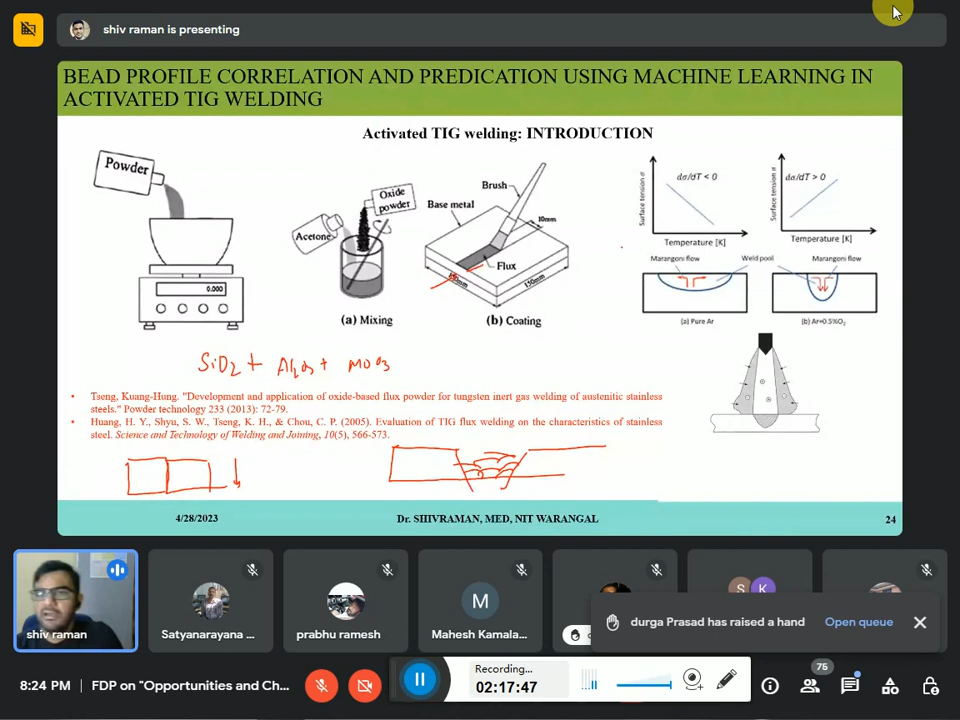 shiv raman is presenting
BEAD PROFILE CORRELATION AND PREDICATION USING MACHINE LEARNING IN
ACTIVATED TIG WELDING
Activated TIG welding: INTRODUCTION
Powder
0.000
Oxide
powder
Acetone
(a) Mixing
Brush
Base metal
10mm
Flux
150mm
150mm
(b) Coating
Surface tension σ
dσ/dT < 0
Temperature [K]
Surface tension σ
dσ/dT > 0
Temperature [K]
Marangoni flow
Weld pool
Marangoni flow
(a) Pure Ar
(b) Ar+0.5%O₂
SiO2 + Al2O3 + MoO3
• Tseng, Kuang-Hung. "Development and application of oxide-based flux powder for tungsten inert gas welding of austenitic stainless
steels." Powder technology 233 (2013): 72-79.
• Huang, H. Y., Shyu, S. W., Tseng, K. H., & Chou, C. P. (2005). Evaluation of TIG flux welding on the characteristics of stainless
steel. Science and Technology of Welding and Joining, 10(5), 566-573.
4/28/2023
Dr. SHIVRAMAN, MED, NIT WARANGAL
24
shiv raman
Satyanarayana ...
prabhu ramesh
M
Mahesh Kamala...
S
K
durga Prasad has raised a hand
Open queue
8:24 PM
FDP on "Opportunities and Ch...
Recording...
02:17:47
75